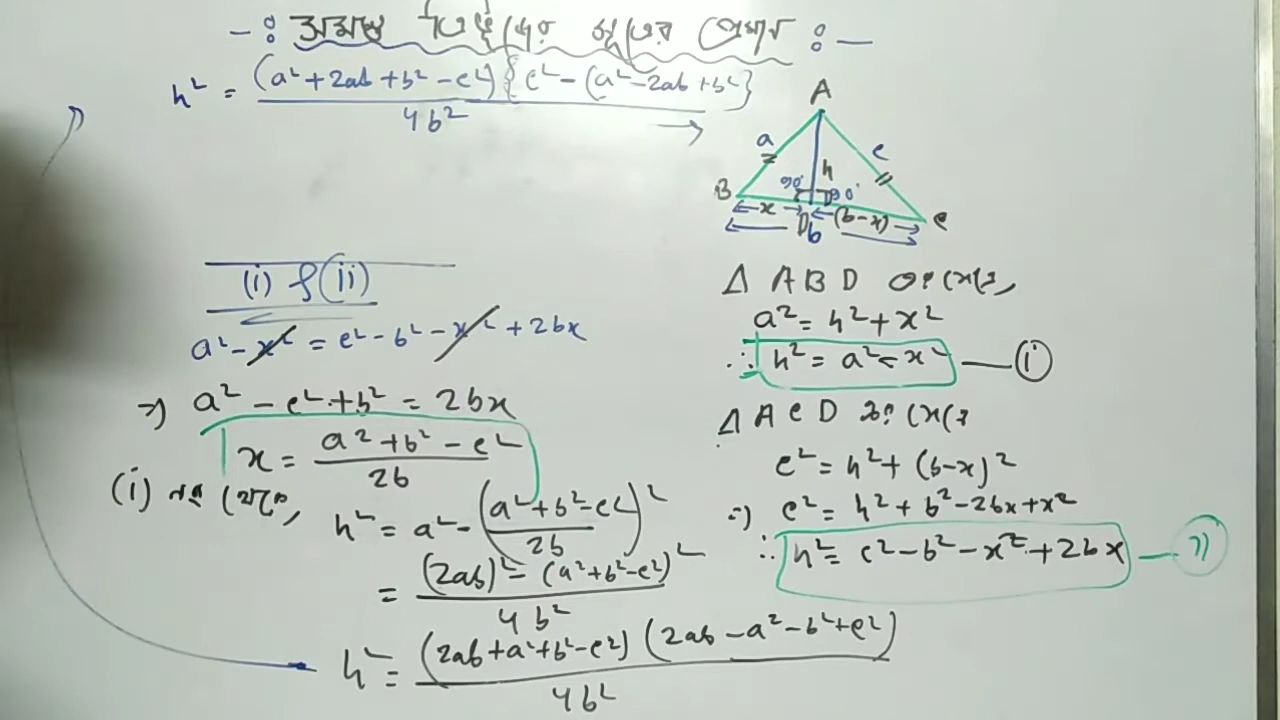 -: সমস্ত ত্রিভুজের সূত্রের প্রমান :-
h² = (a²+2ab+b²-c²){c²-(a²-2ab+b²)} / 4b²
A
a
c
h
B
90°
90°
x
D
(b-x)
c
b
(i) ও (ii)
a²-x² = c²-b²-x²+2bx
⇒ a²-c²+b² = 2bx
x = (a²+b²-c²) / 2b
(i) নং থেকে,
h² = a² - ((a²+b²-c²) / 2b)²
= ((2ab)² - (a²+b²-c²)²) / 4b²
h² = (2ab+a²+b²-c²)(2ab-a²-b²+c²) / 4b²
Δ ABD
a² = h²+x²
∴ h² = a²-x² — (i)
Δ ACD
c² = h²+(b-x)²
⇒ c² = h²+b²-2bx+x²
∴ h² = c²-b²-x²+2bx — (ii)